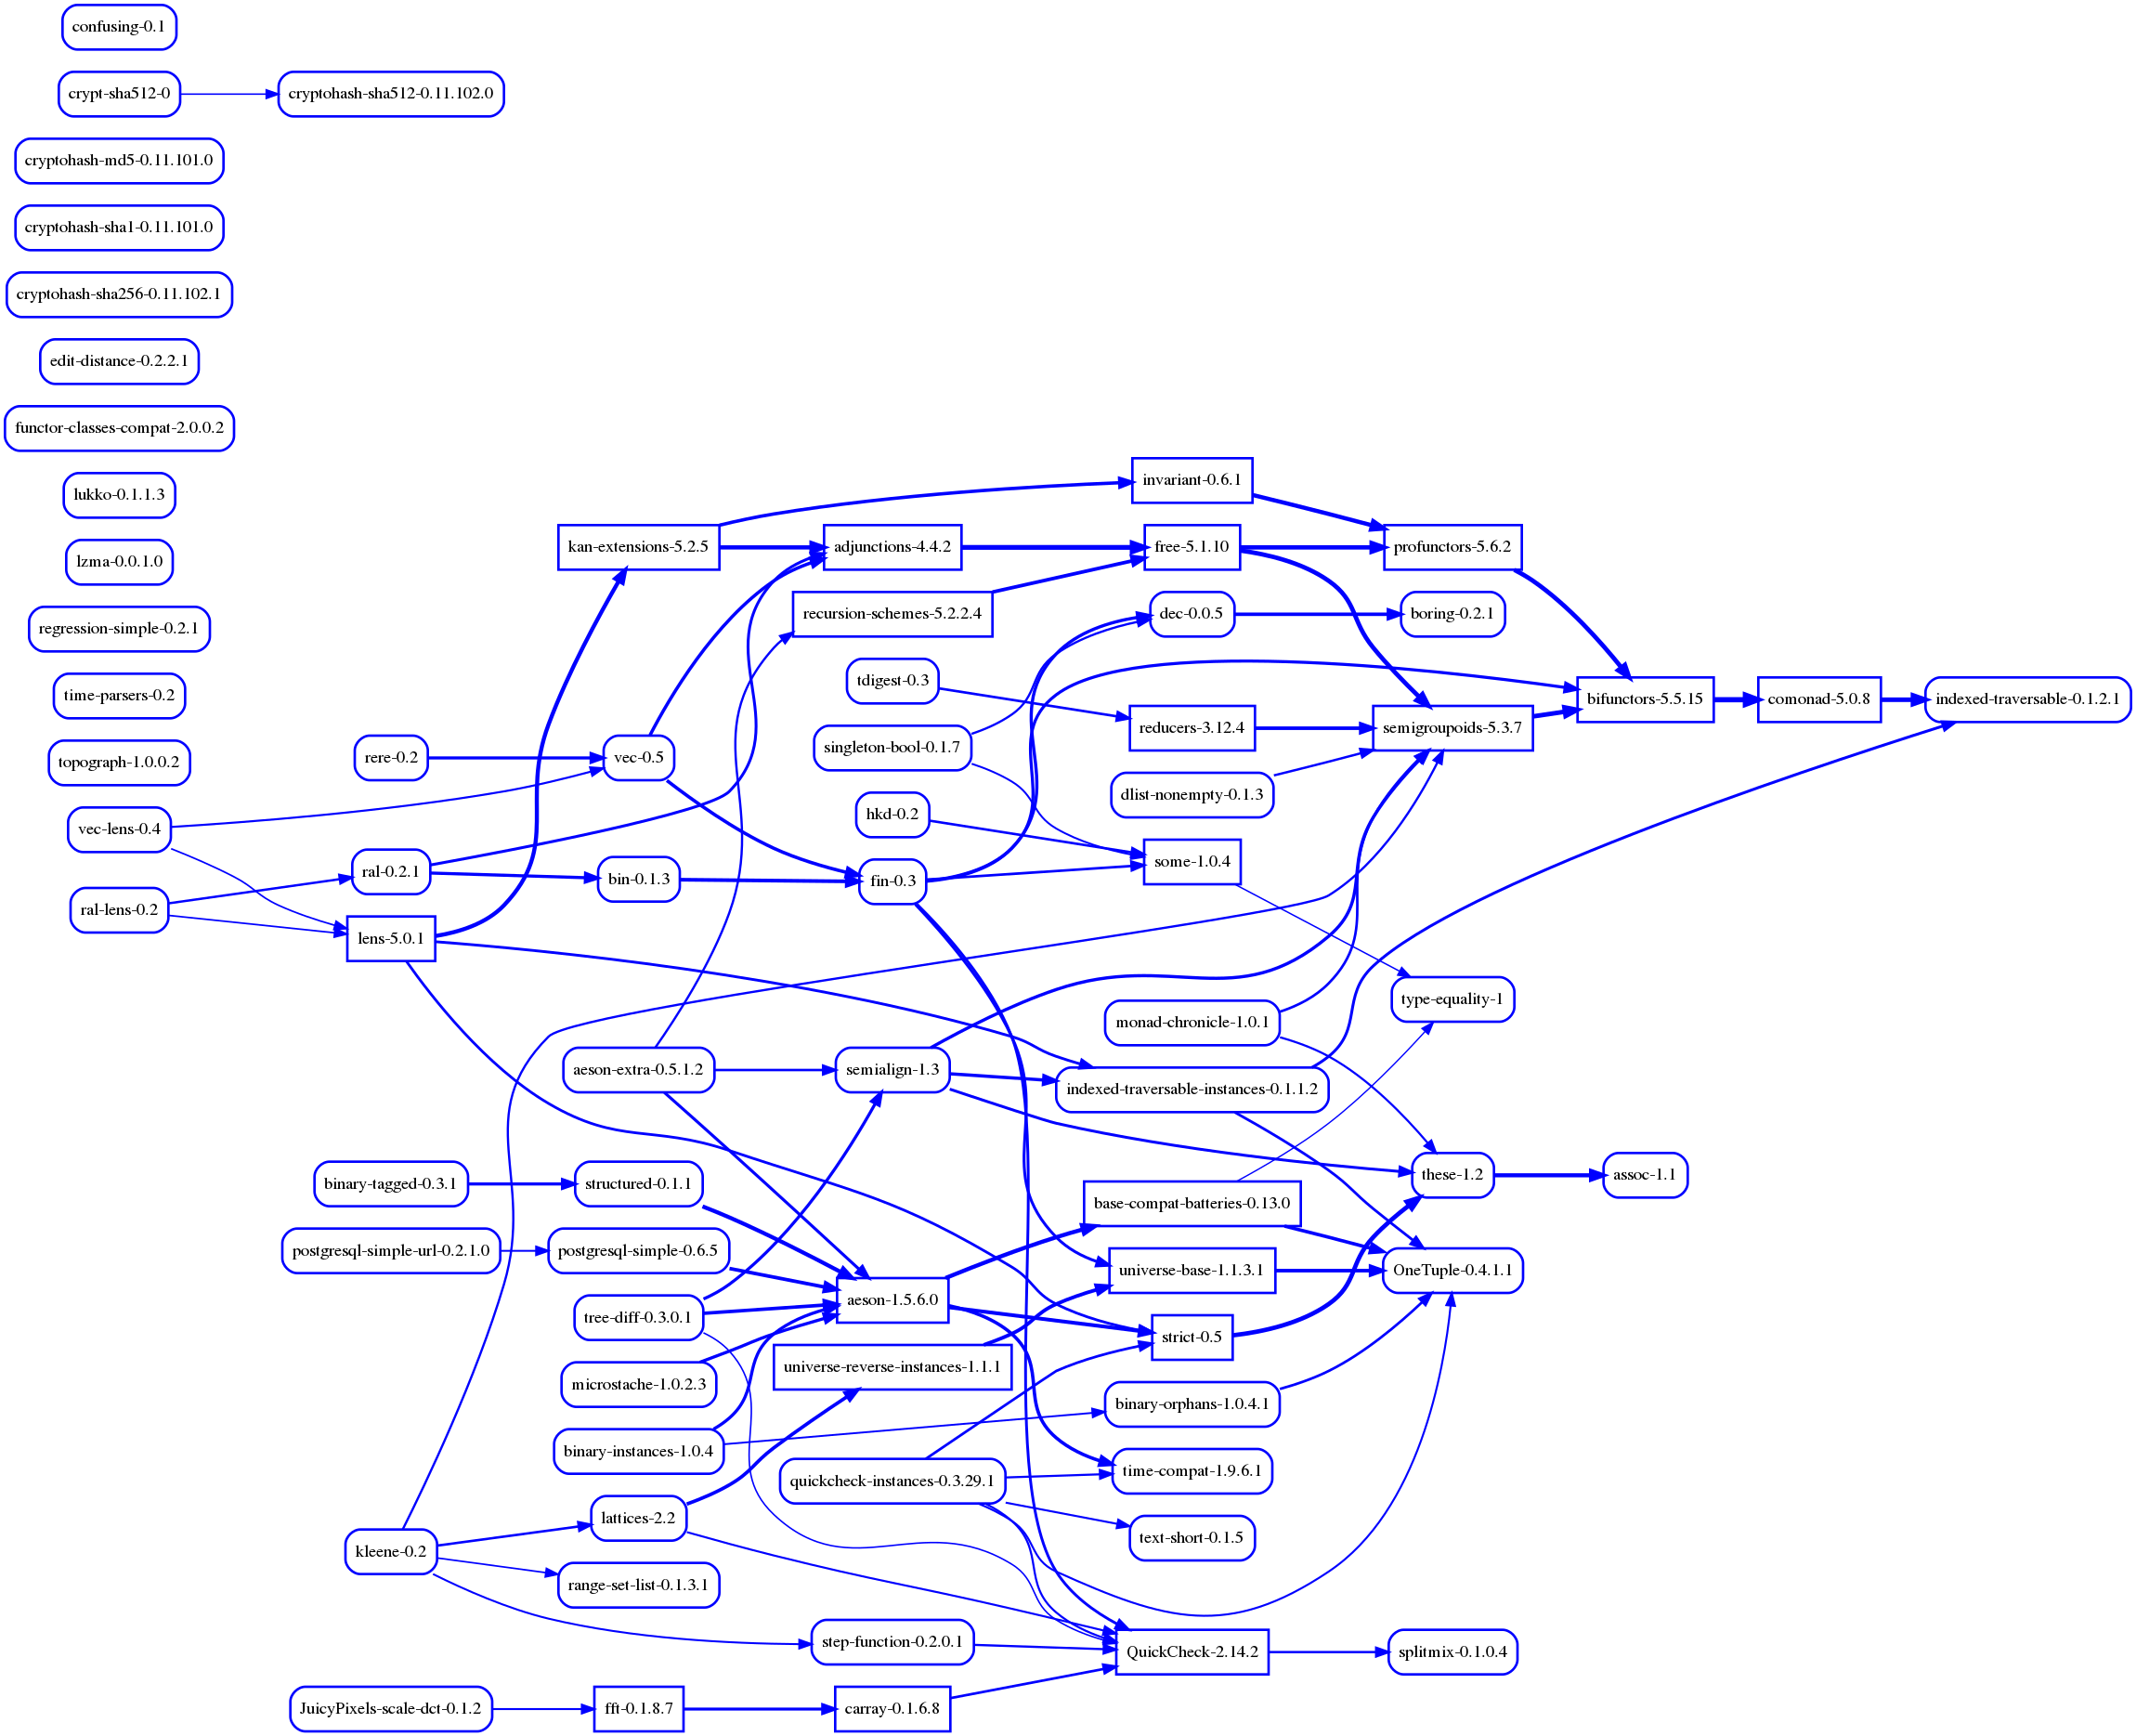 confusing-0.1
crypt-sha512-0
cryptohash-sha512-0.11.102.0
cryptohash-md5-0.11.101.0
cryptohash-sha1-0.11.101.0
cryptohash-sha256-0.11.102.1
edit-distance-0.2.2.1
functor-classes-compat-2.0.0.2
lukko-0.1.1.3
invariant-0.6.1
lzma-0.0.1.0
kan-extensions-5.2.5
adjunctions-4.4.2
free-5.1.10
profunctors-5.6.2
regression-simple-0.2.1
recursion-schemes-5.2.2.4
dec-0.0.5
boring-0.2.1
time-parsers-0.2
tdigest-0.3
bifunctors-5.5.15
comonad-5.0.8
indexed-traversable-0.1.2.1
reducers-3.12.4
semigroupoids-5.3.7
singleton-bool-0.1.7
topograph-1.0.0.2
rere-0.2
vec-0.5
dlist-nonempty-0.1.3
vec-lens-0.4
hkd-0.2
some-1.0.4
ral-0.2.1
bin-0.1.3
fin-0.3
ral-lens-0.2
lens-5.0.1
type-equality-1
monad-chronicle-1.0.1
aeson-extra-0.5.1.2
semialign-1.3
indexed-traversable-instances-0.1.1.2
these-1.2
assoc-1.1
binary-tagged-0.3.1
structured-0.1.1
base-compat-batteries-0.13.0
postgresql-simple-url-0.2.1.0
postgresql-simple-0.6.5
universe-base-1.1.3.1
OneTuple-0.4.1.1
aeson-1.5.6.0
tree-diff-0.3.0.1
strict-0.5
universe-reverse-instances-1.1.1
microstache-1.0.2.3
binary-orphans-1.0.4.1
binary-instances-1.0.4
time-compat-1.9.6.1
quickcheck-instances-0.3.29.1
lattices-2.2
text-short-0.1.5
kleene-0.2
range-set-list-0.1.3.1
step-function-0.2.0.1
QuickCheck-2.14.2
splitmix-0.1.0.4
JuicyPixels-scale-dct-0.1.2
fft-0.1.8.7
carray-0.1.6.8